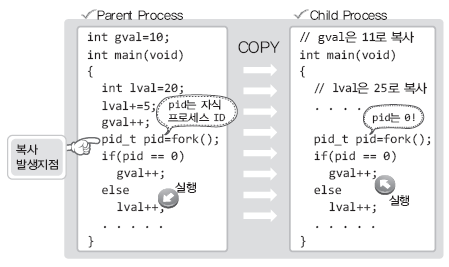 Parent Process
int gval=10;
int main(void)
{
int lval=20;
lval+=5;
gval++;
pid는 자식
프로세스 ID
pid_t pid=fork();
if(pid == 0)
gval++;
else
lval++;
실행
. . . . .
}
복사
발생지점
COPY
Child Process
// gval은 11로 복사
int main(void)
{
// lval은 25로 복사
. . . .
pid는 0!
pid_t pid=fork();
if(pid == 0)
gval++;
실행
else
lval++;
. . . . .
}